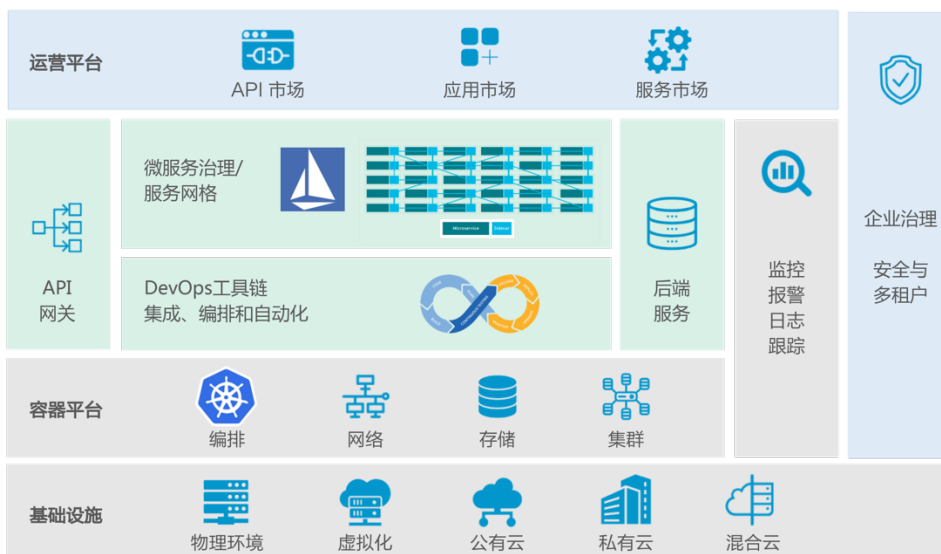 运营平台
API 市场
应用市场
服务市场
企业治理
安全与
多租户
API
网关
微服务治理/
服务网格
Microservice
Sidecar
DevOps工具链
集成、编排和自动化
后端
服务
监控
报警
日志
跟踪
容器平台
编排
网络
存储
集群
基础设施
物理环境
虚拟化
公有云
私有云
混合云